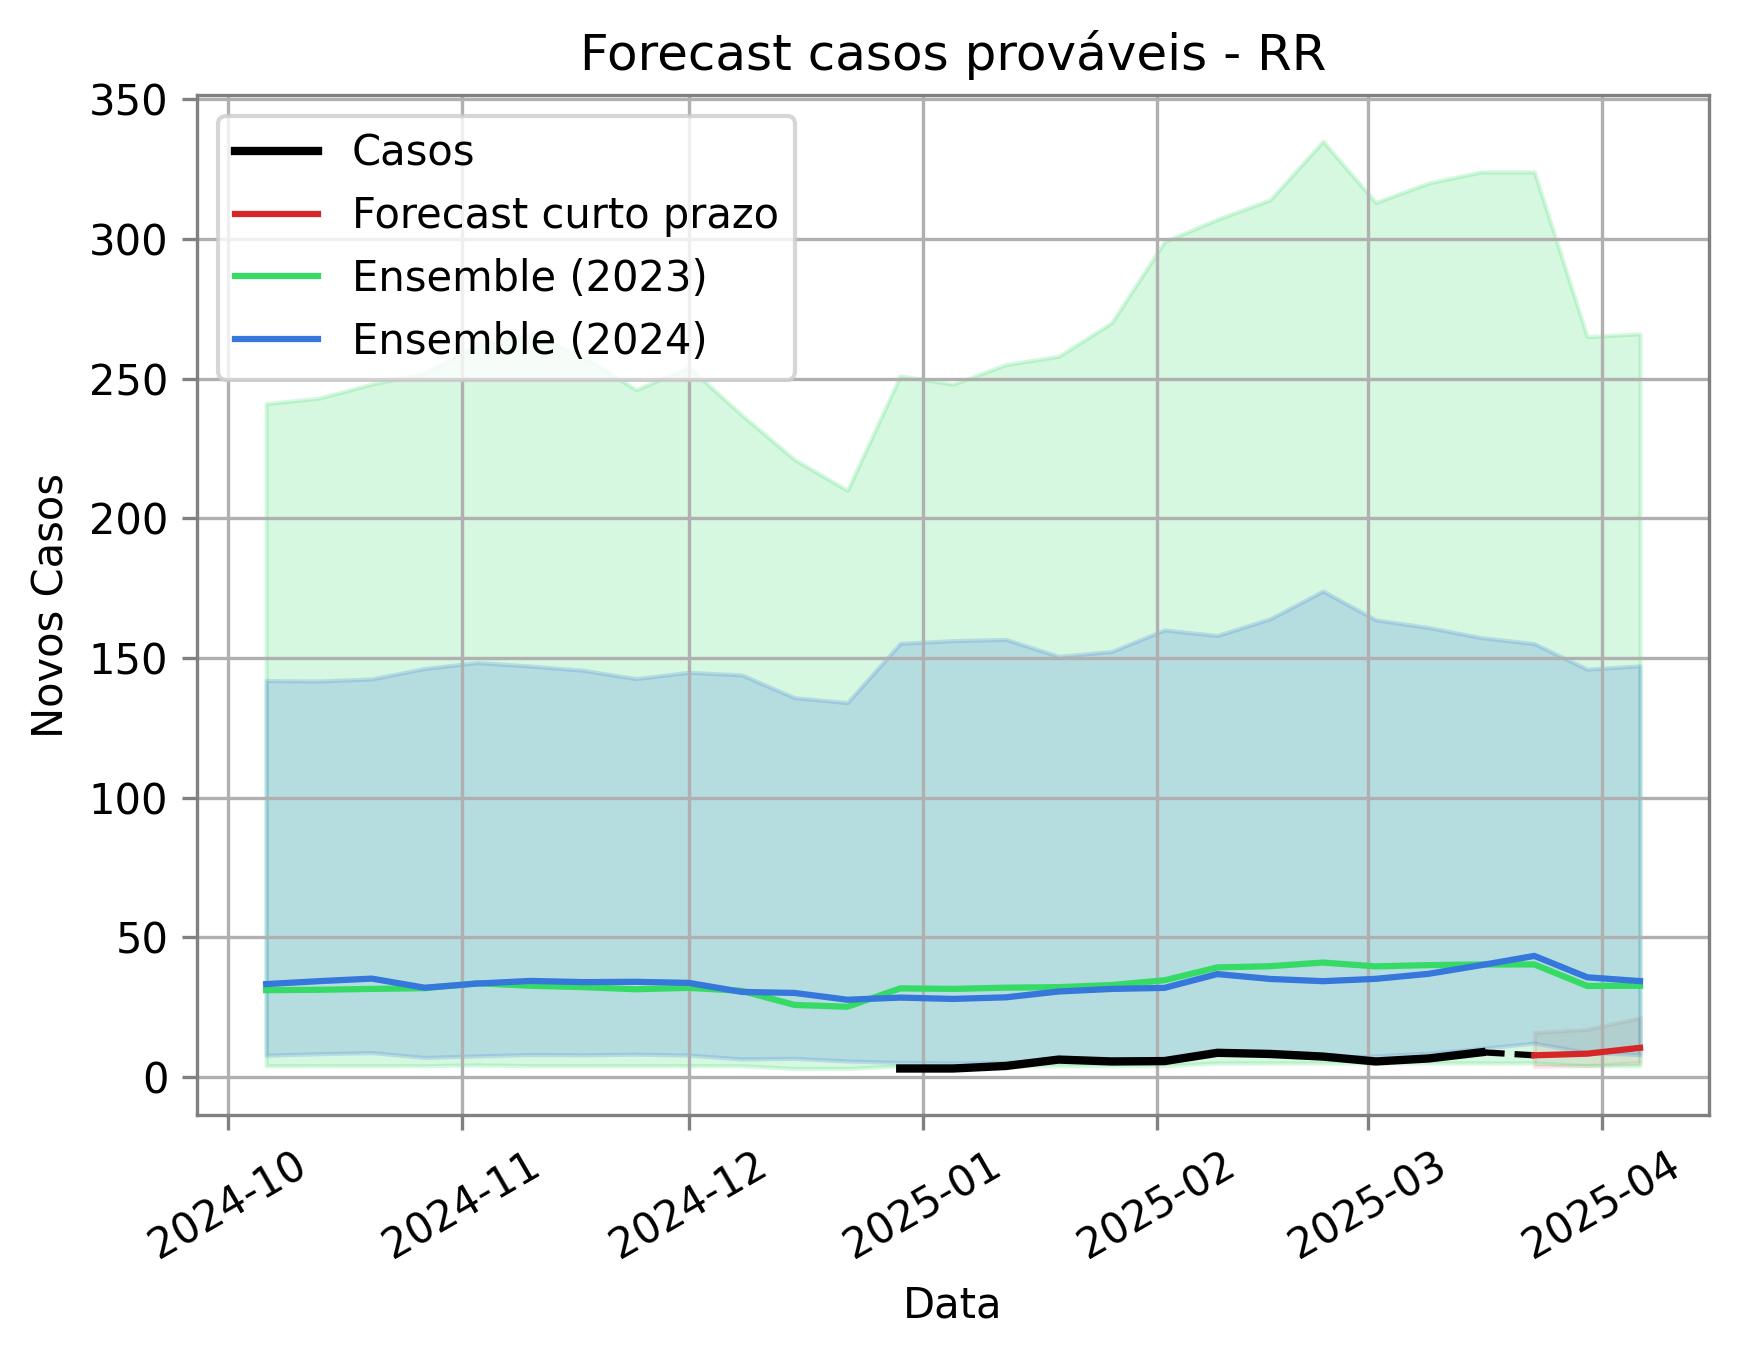 Forecast casos prováveis - RR
350
300
250
200
150
100
50
0
Novos Casos
Casos
Forecast curto prazo
Ensemble (2023)
Ensemble (2024)
2024-10
2024-11
2024-12
2025-01
2025-02
2025-03
2025-04
Data